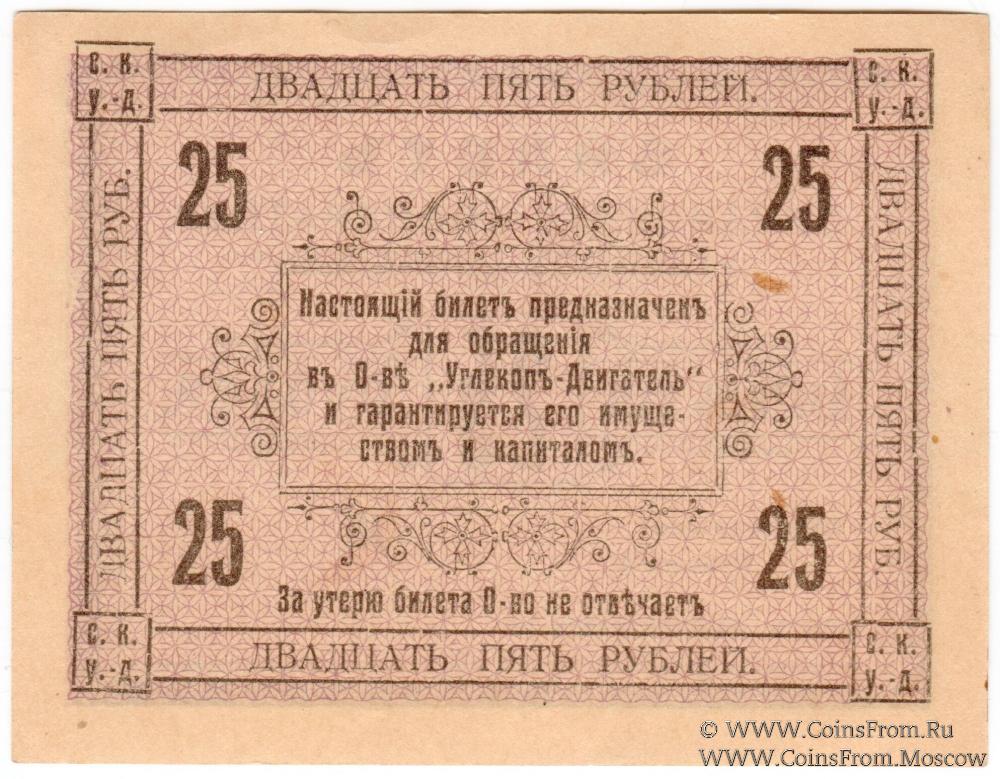 С. К.
У.-Д.
ДВАДЦАТЬ ПЯТЬ РУБЛЕЙ.
С. К.
У.-Д.
ДВАДЦАТЬ ПЯТЬ РУБ.
25
25
ДВАДЦАТЬ ПЯТЬ РУБ.
Настоящій билетъ предназначен
для обращенія
въ О-вѣ „Углекопъ-Двигатель“
и гарантируется его имуще-
ствомъ и капиталомъ.
25
25
За утерю билета О-во не отвѣчаетъ
С. К.
У.-Д.
ДВАДЦАТЬ ПЯТЬ РУБЛЕЙ.
С. К.
У.-Д.
© WWW.CoinsFrom.Ru
WWW.CoinsFrom.Moscow